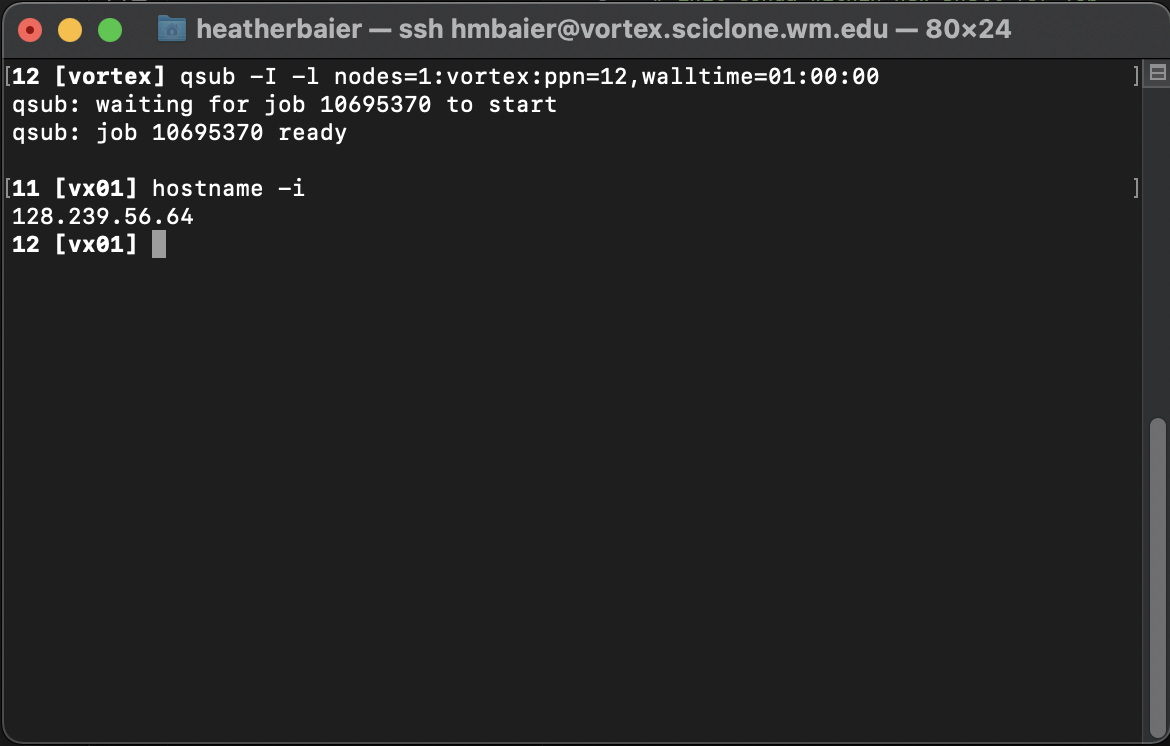 heatherbaier — ssh hmbaier@vortex.sciclone.wm.edu — 80×24
[12 [vortex] qsub -I -l nodes=1:vortex:ppn=12,walltime=01:00:00 ]
qsub: waiting for job 10695370 to start
qsub: job 10695370 ready
[11 [vx01] hostname -i ]
128.239.56.64
12 [vx01]